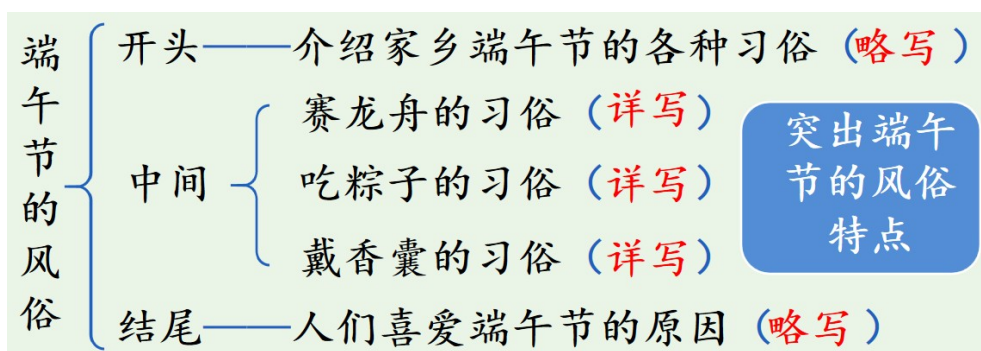 端午节的风俗
开头——介绍家乡端午节的各种习俗（略写）
中间
赛龙舟的习俗（详写）
吃粽子的习俗（详写）
戴香囊的习俗（详写）
突出端午
节的风俗
特点
结尾——人们喜爱端午节的原因（略写）